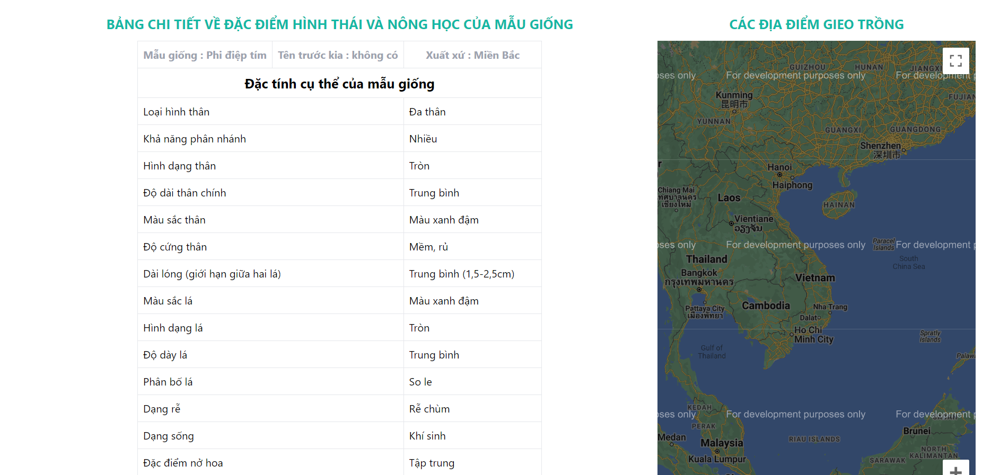 BẢNG CHI TIẾT VỀ ĐẶC ĐIỂM HÌNH THÁI VÀ NÔNG HỌC CỦA MẪU GIỐNG
Mẫu giống : Phi điệp tím Tên trước kia : không có Xuất xứ : Miền Bắc
Đặc tính cụ thể của mẫu giống
Loại hình thân Đa thân
Khả năng phân nhánh Nhiều
Hình dạng thân Tròn
Độ dài thân chính Trung bình
Màu sắc thân Màu xanh đậm
Độ cứng thân Mềm, rủ
Dài lóng (giới hạn giữa hai lá) Trung bình (1,5-2,5cm)
Màu sắc lá Màu xanh đậm
Hình dạng lá Tròn
Độ dày lá Trung bình
Phân bố lá So le
Dạng rễ Rễ chùm
Dạng sống Khí sinh
Đặc điểm nở hoa Tập trung
CÁC ĐỊA ĐIỂM GIEO TRỒNG
GUIZHOU HUNAN JIANGXI
oses only For development purposes only For development p
Kunming
昆明市
FUJIAN
YUNNAN
GUANGXI GUANGDONG
Shenzhen
深圳市
Hanoi
Haiphong
Chiang Mai
เทศบาลนคร
เชียงใหม่
Laos
HAINAN
Vientiane
ວຽງຈັນ
oses only For development purposes only For development p
Paracel
Islands
South
China Sea
Thailand
Bangkok
กรุงเทพมหานคร
Vietnam
Cambodia
Pattaya City
เมืองพัทยา
Nha Trang
Dalat
Ho Chi
Minh City
Spratly
Islands
Gulf of
Thailand
Palawa
KEDAH
oses only For development purposes only For development p
SABAH
PERAK
Brunei
Medan
Malaysia
RIAU ISLANDS
Kuala Lumpur
NORTH
KALIMANTAN
SARAWAK